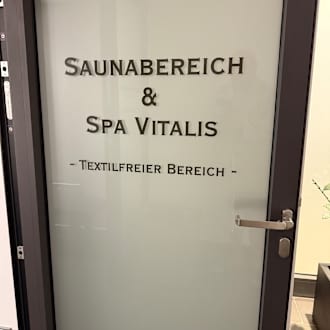 Saunabereich
&
Spa Vitalis
- Textilfreier Bereich -